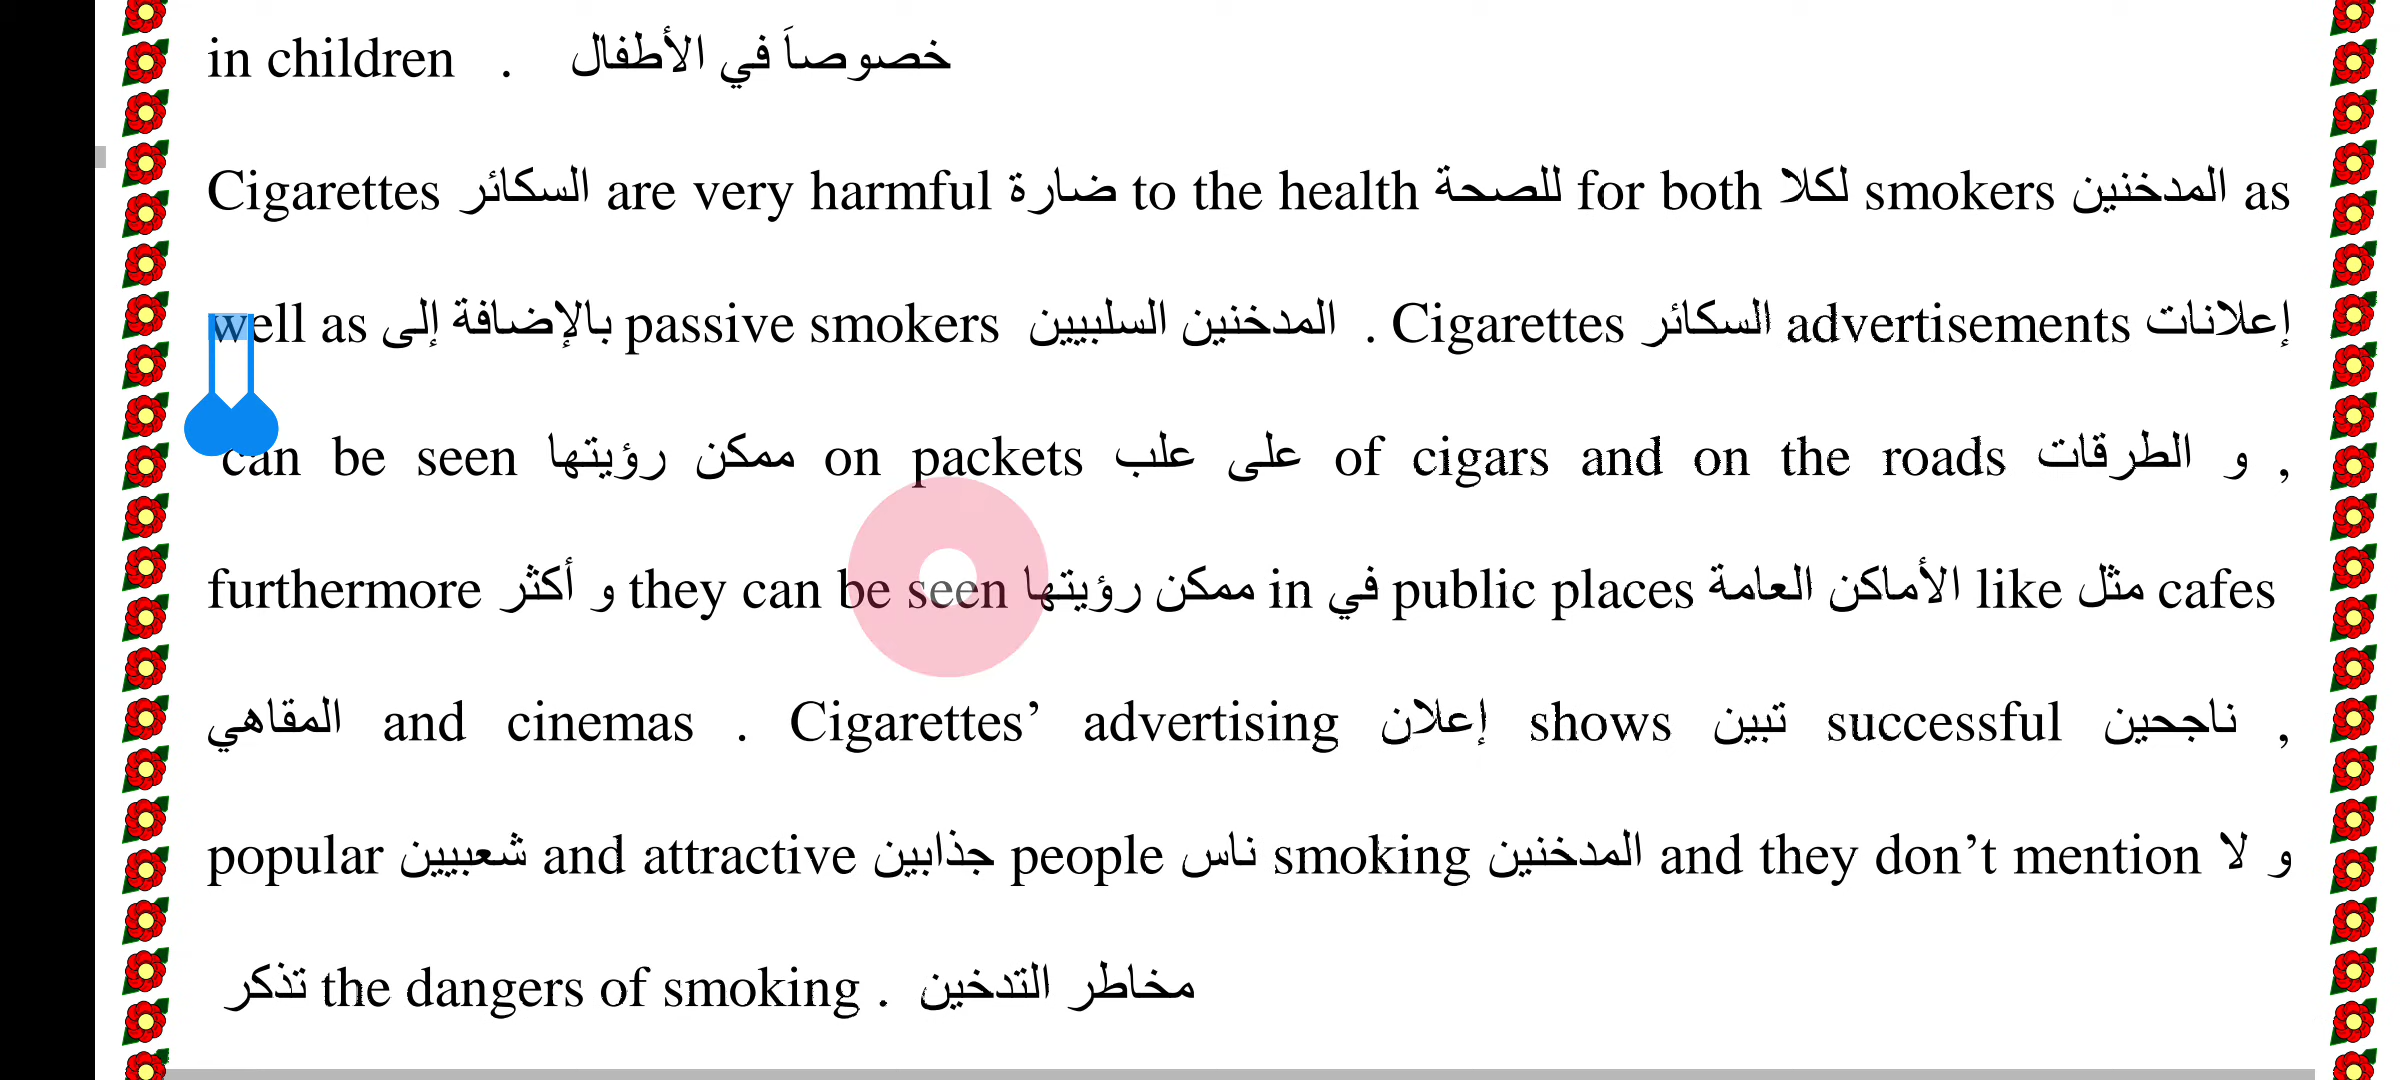 in children . خصوصاَ في الأطفال
Cigarettes السكائر are very harmful ضارة to the health للصحة for both لكلا smokers المدخنين as
well as بالإضافة إلى passive smokers المدخنين السلبيين . Cigarettes السكائر advertisements إعلانات
can be seen ممكن رؤيتها on packets على علب of cigars and on the roads و الطرقات ,
furthermore و أكثر they can be seen ممكن رؤيتها in في public places الأماكن العامة like مثل cafes
المقاهي and cinemas . Cigarettes’ advertising إعلان shows تبين successful ناجحين ,
popular شعبيين and attractive جذابين people ناس smoking المدخنين and they don’t mention و لا
تذكر the dangers of smoking . مخاطر التدخين